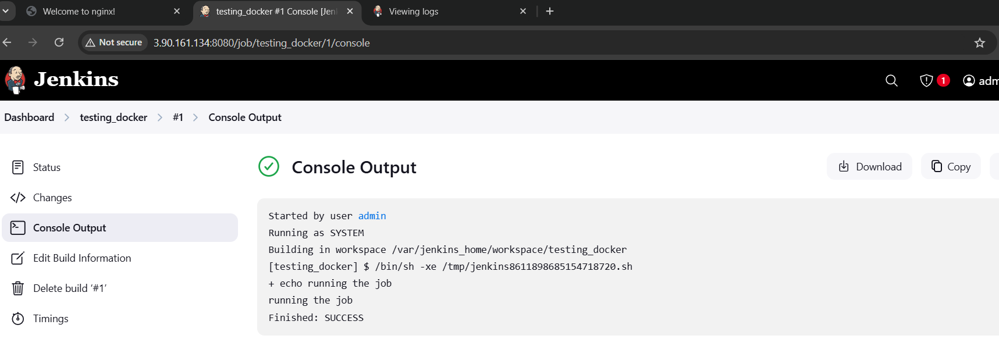 Welcome to nginx!
testing_docker #1 Console [Jen
Viewing logs
Not secure
3.90.161.134:8080/job/testing_docker/1/console
Jenkins
1
adm
Dashboard
testing_docker
#1
Console Output
Status
Changes
Console Output
Edit Build Information
Delete build ‘#1’
Timings
Console Output
Download
Copy
Started by user admin
Running as SYSTEM
Building in workspace /var/jenkins_home/workspace/testing_docker
[testing_docker] $ /bin/sh -xe /tmp/jenkins8611898685154718720.sh
+ echo running the job
running the job
Finished: SUCCESS